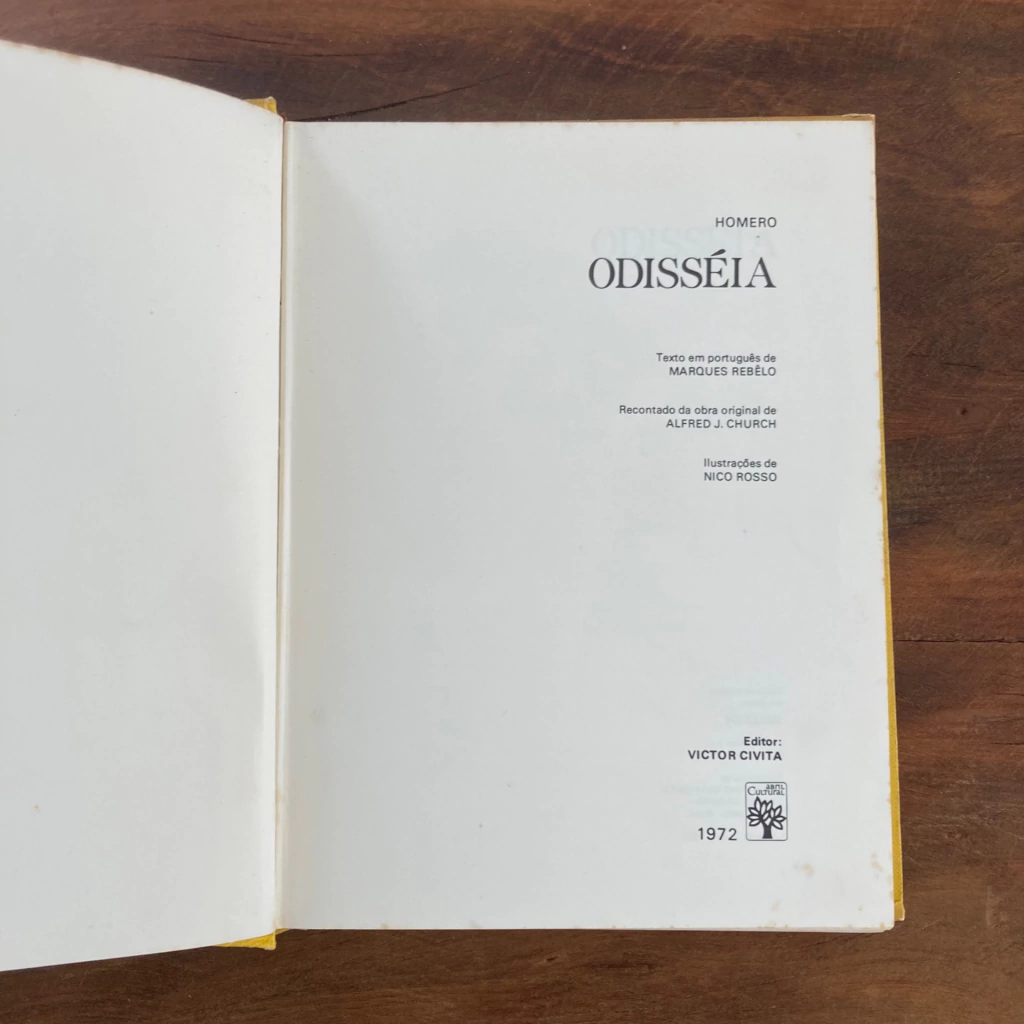 HOMERO
ODISSÉIA
Texto em português de
MARQUES REBÊLO
Recontado da obra original de
ALFRED J. CHURCH
Ilustrações de
NICO ROSSO
Editor:
VICTOR CIVITA
ABRIL
CULTURAL
1972